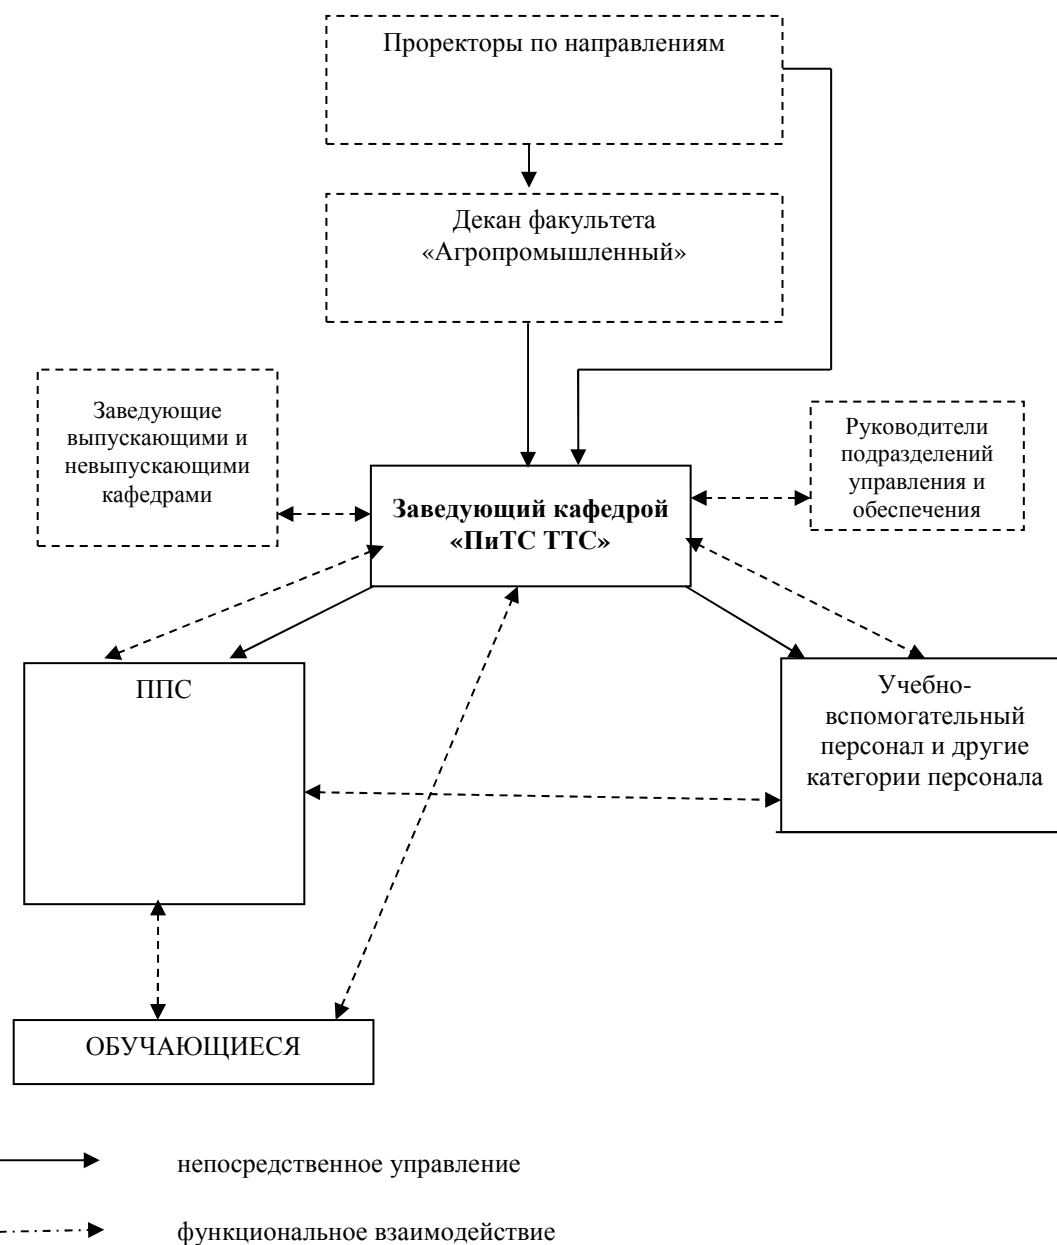 Проректоры по направлениям
Декан факультета
«Агропромышленный»
Заведующие
выпускающими и
невыпускающими
кафедрами
Руководители
подразделений
управления и
обеспечения
Заведующий кафедрой
«ПиТС ТТС»
ППС
Учебно-
вспомогательный
персонал и другие
категории персонала
ОБУЧАЮЩИЕСЯ
непосредственное управление
функциональное взаимодействие